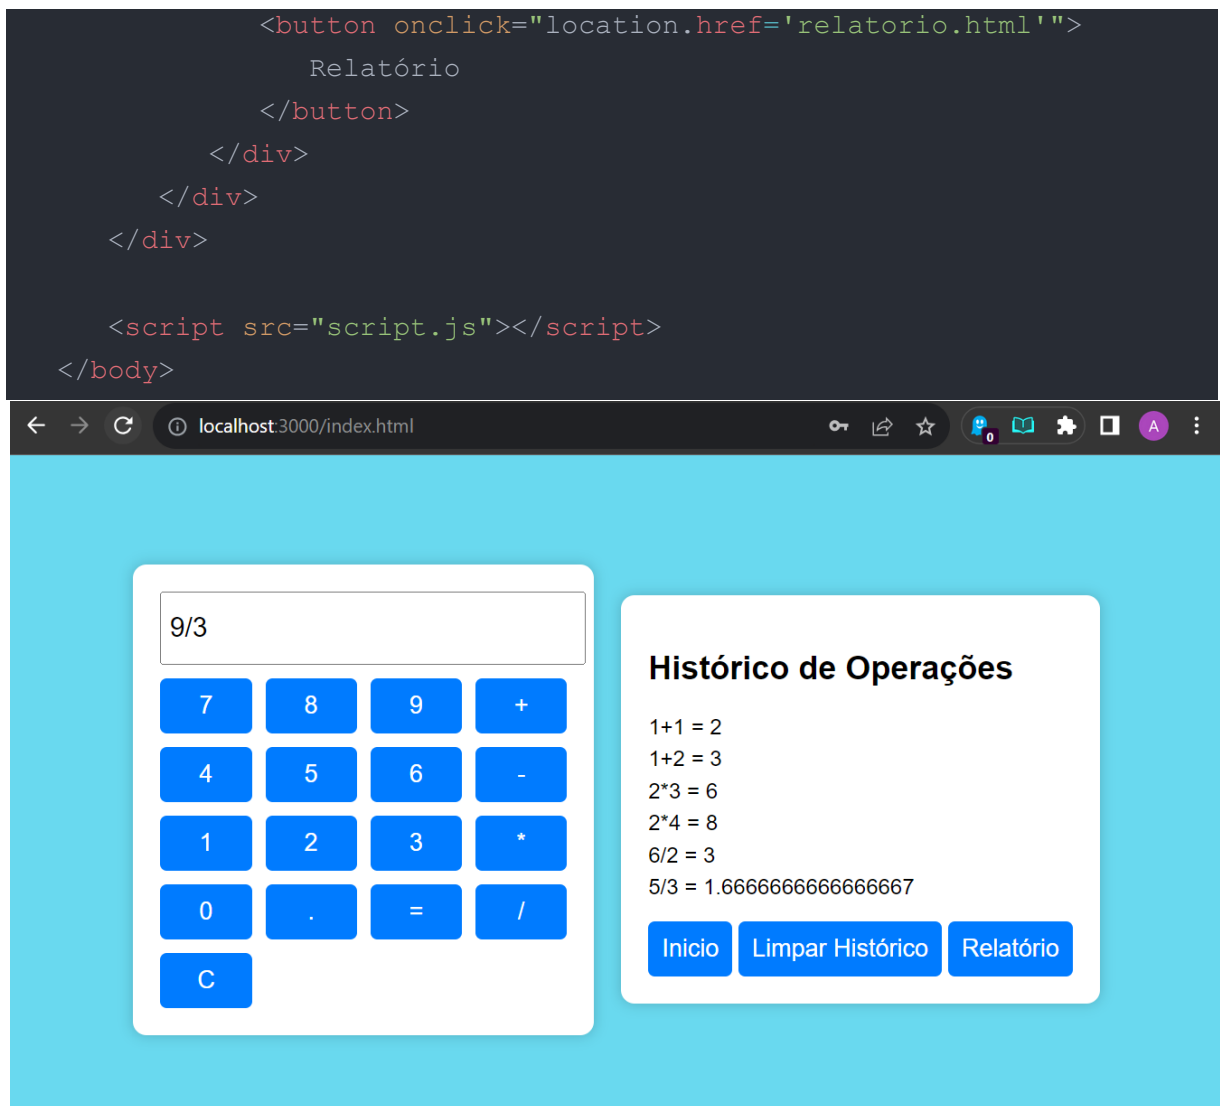 <button onclick="location.href='relatorio.html'">
Relatório
</button>
</div>
</div>
</div>
<script src="script.js"></script>
</body>
localhost:3000/index.html
0
A
9/3
7 8 9 +
4 5 6 -
1 2 3 *
0 . = /
C
Histórico de Operações
1+1 = 2
1+2 = 3
2*3 = 6
2*4 = 8
6/2 = 3
5/3 = 1.6666666666666667
Inicio Limpar Histórico Relatório